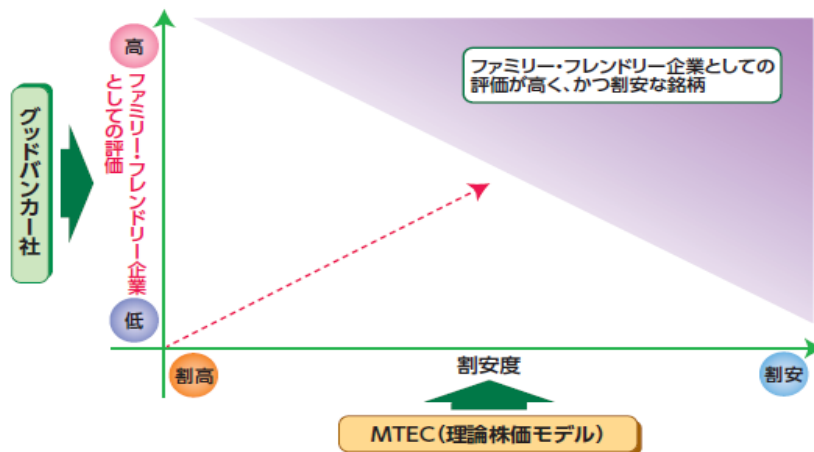 高
ファミリー・フレンドリー企業としての
評価が高く、かつ割安な銘柄
グッドバンカー社
ファミリー・フレンドリー企業
としての評価
低
割高
割安度
割安
MTEC(理論株価モデル)